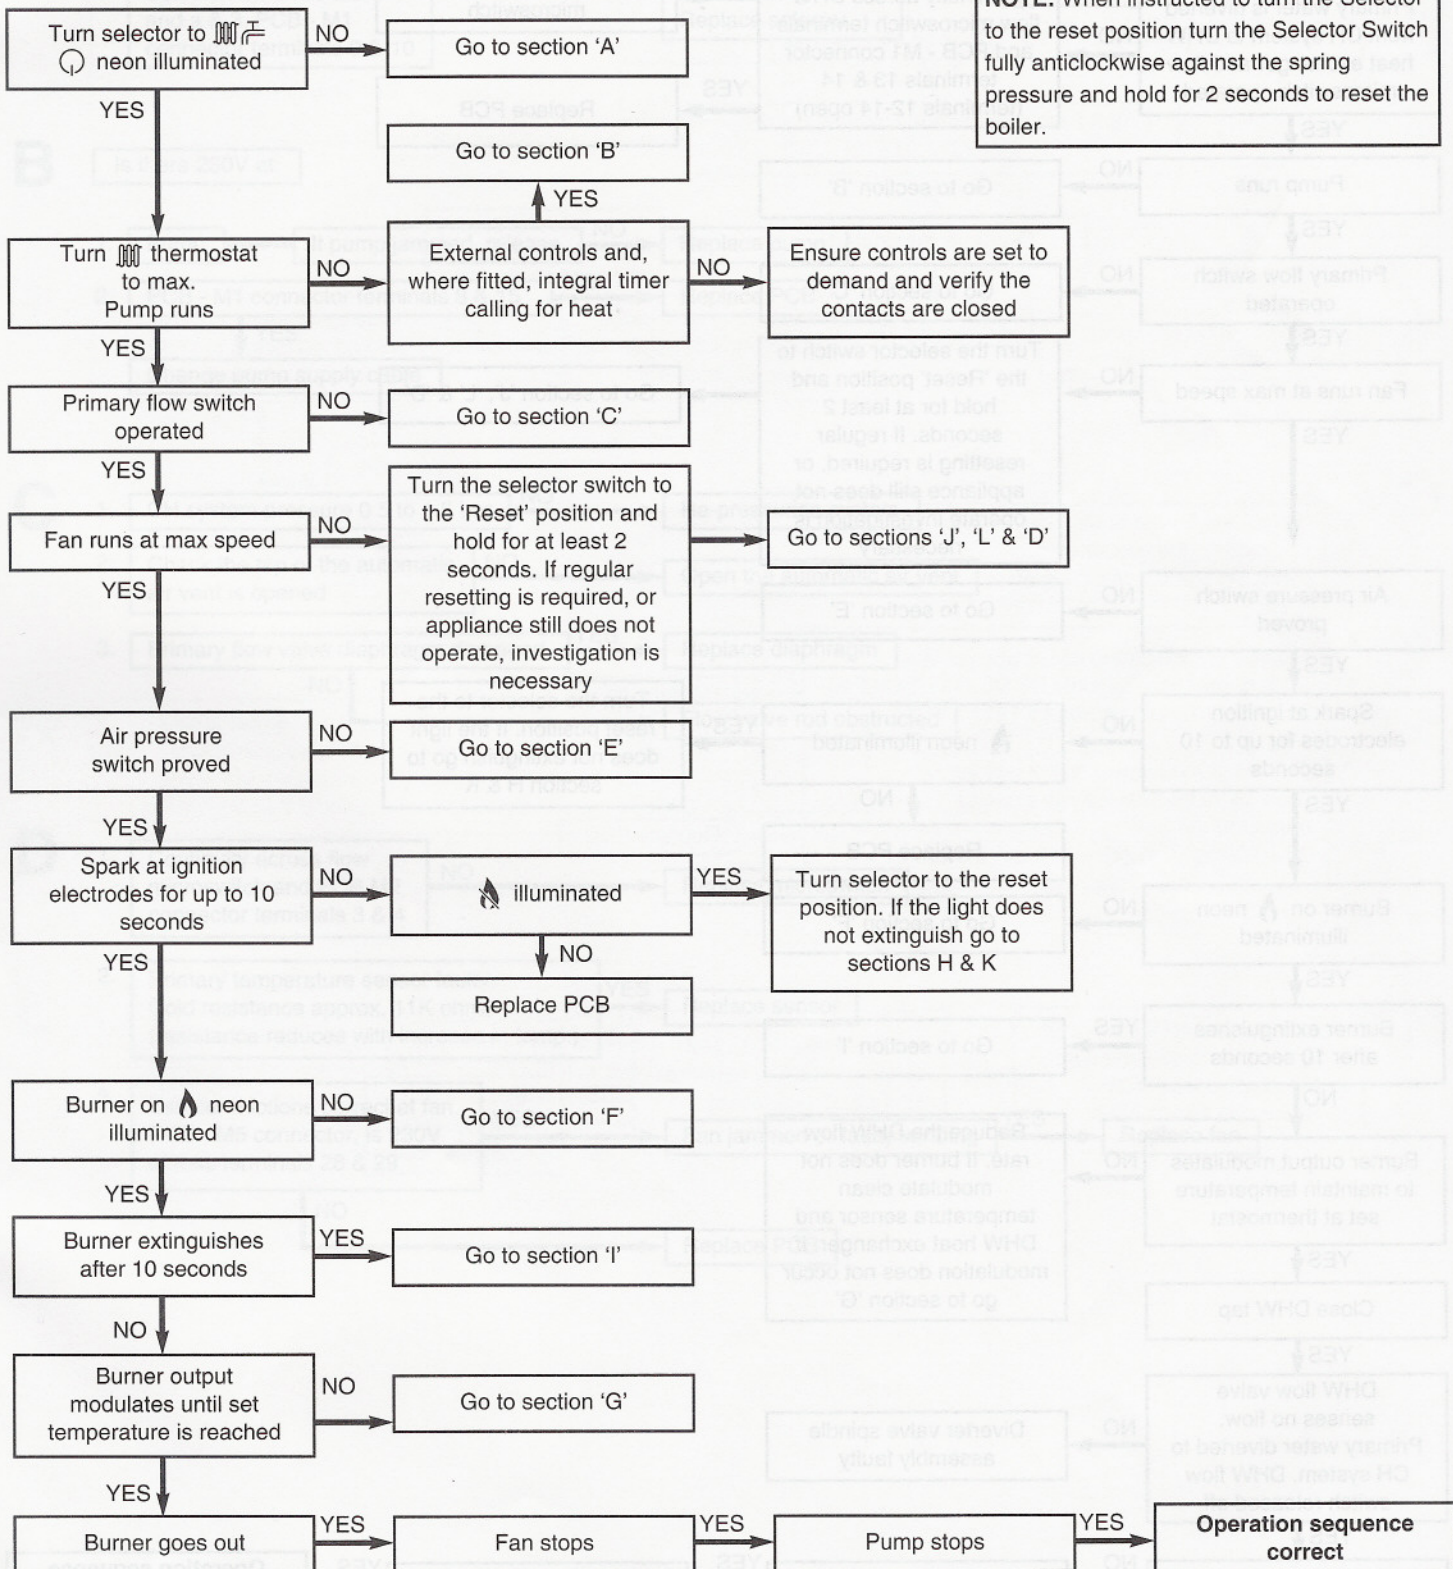 Turn selector to
neon illuminated
NO
Go to section ‘A’
NOTE: When instructed to turn the Selector
to the reset position turn the Selector Switch
fully anticlockwise against the spring
pressure and hold for 2 seconds to reset the
boiler.
YES
Go to section ‘B’
YES
Turn thermostat
to max.
Pump runs
NO
External controls and,
where fitted, integral timer
calling for heat
NO
Ensure controls are set to
demand and verify the
contacts are closed
YES
Primary flow switch
operated
NO
Go to section ‘C’
YES
Fan runs at max speed
NO
Turn the selector switch to
the ‘Reset’ position and
hold for at least 2
seconds. If regular
resetting is required, or
appliance still does not
operate, investigation is
necessary
Go to sections ‘J’, ‘L’ & ‘D’
YES
Air pressure
switch proved
NO
Go to section ‘E’
YES
Spark at ignition
electrodes for up to 10
seconds
NO
illuminated
YES
Turn selector to the reset
position. If the light does
not extinguish go to
sections H & K
NO
Replace PCB
YES
Burner on neon
illuminated
NO
Go to section ‘F’
YES
Burner extinguishes
after 10 seconds
YES
Go to section ‘I’
NO
Burner output
modulates until set
temperature is reached
NO
Go to section ‘G’
YES
Burner goes out
YES
Fan stops
YES
Pump stops
YES
Operation sequence
correct